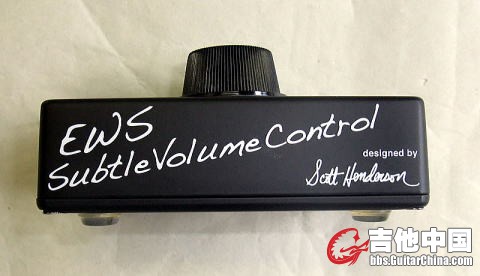 EWS
SubtleVolumeControl
designed by
Scott Henderson
吉他中国
bbs.GuitarChina.com